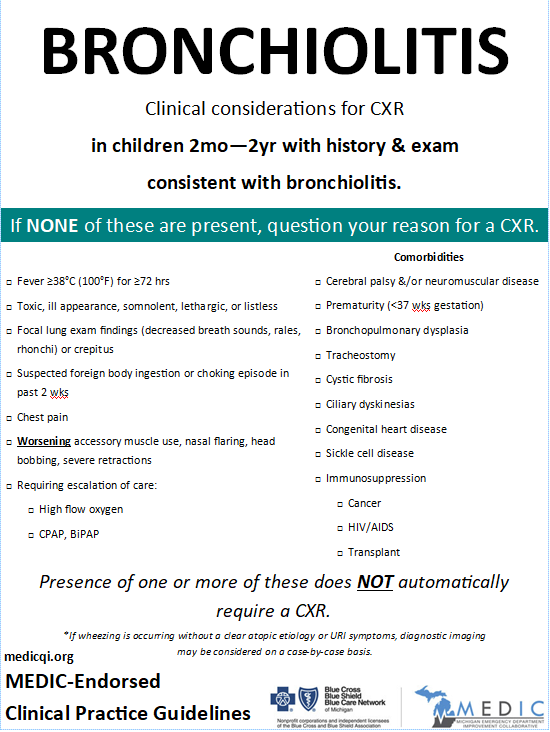 BRONCHIOLITIS
Clinical considerations for CXR
in children 2mo—2yr with history & exam
consistent with bronchiolitis.
If NONE of these are present, question your reason for a CXR.
□ Fever ≥38°C (100°F) for ≥72 hrs
□ Toxic, ill appearance, somnolent, lethargic, or listless
□ Focal lung exam findings (decreased breath sounds, rales,
rhonchi) or crepitus
□ Suspected foreign body ingestion or choking episode in
past 2 wks
□ Chest pain
□ Worsening accessory muscle use, nasal flaring, head
bobbing, severe retractions
□ Requiring escalation of care:
□ High flow oxygen
□ CPAP, BiPAP
Comorbidities
□ Cerebral palsy &/or neuromuscular disease
□ Prematurity (<37 wks gestation)
□ Bronchopulmonary dysplasia
□ Tracheostomy
□ Cystic fibrosis
□ Ciliary dyskinesias
□ Congenital heart disease
□ Sickle cell disease
□ Immunosuppression
□ Cancer
□ HIV/AIDS
□ Transplant
Presence of one or more of these does NOT automatically
require a CXR.
*If wheezing is occurring without a clear atopic etiology or URI symptoms, diagnostic imaging
may be considered on a case-by-case basis.
medicqi.org
MEDIC-Endorsed
Clinical Practice Guidelines
Blue Cross
Blue Shield
Blue Care Network
of Michigan
Nonprofit corporations and independent licensees
of the Blue Cross and Blue Shield Association
MEDIC
MICHIGAN EMERGENCY DEPARTMENT
IMPROVEMENT COLLABORATIVE